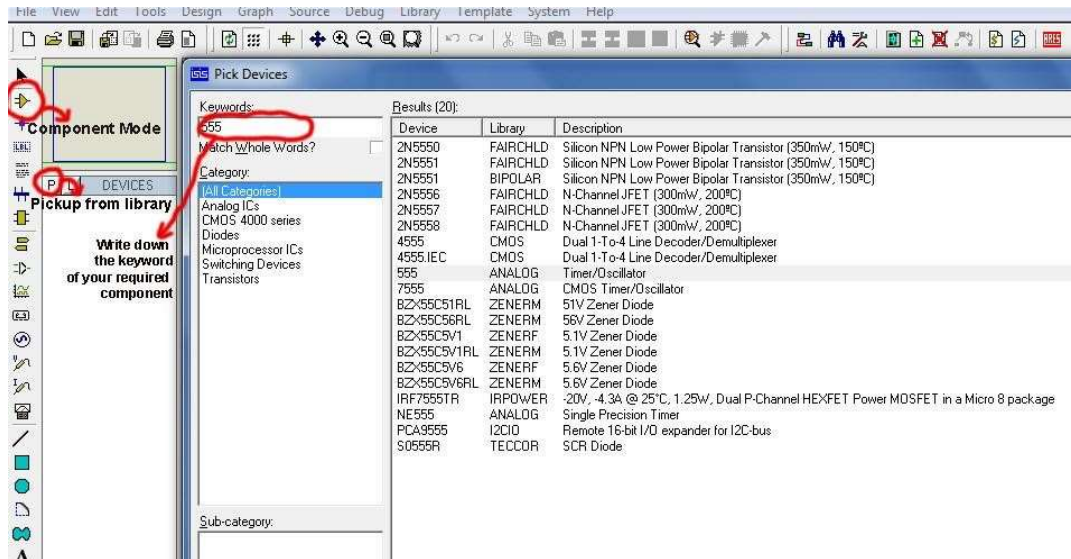 File View Edit Tools Design Graph Source Debug Library Template System Help
ISIS Pick Devices
Keywords:
555
Match Whole Words?
Category:
(All Categories)
Analog ICs
CMOS 4000 series
Diodes
Microprocessor ICs
Switching Devices
Transistors
Sub-category:
Component Mode
LBL
P L DEVICES
Pickup from library
Write down
the keyword
of your required
component
A
ARES
Results (20):
Device Library Description
2N5550 FAIRCHLD Silicon NPN Low Power Bipolar Transistor (350mW, 150ºC)
2N5551 FAIRCHLD Silicon NPN Low Power Bipolar Transistor (350mW, 150ºC)
2N5551 BIPOLAR Silicon NPN Low Power Bipolar Transistor (350mW, 150ºC)
2N5556 FAIRCHLD N-Channel JFET (300mW, 200ºC)
2N5557 FAIRCHLD N-Channel JFET (300mW, 200ºC)
2N5558 FAIRCHLD N-Channel JFET (300mW, 200ºC)
4555 CMOS Dual 1-To-4 Line Decoder/Demultiplexer
4555.IEC CMOS Dual 1-To-4 Line Decoder/Demultiplexer
555 ANALOG Timer/Oscillator
7555 ANALOG CMOS Timer/Oscillator
BZX55C51RL ZENERM 51V Zener Diode
BZX55C56RL ZENERM 56V Zener Diode
BZX55C5V1 ZENERF 5.1V Zener Diode
BZX55C5V1RL ZENERM 5.1V Zener Diode
BZX55C5V6 ZENERF 5.6V Zener Diode
BZX55C5V6RL ZENERM 5.6V Zener Diode
IRF7555TR IRPOWER -20V, -4.3A @ 25°C, 1.25W, Dual P-Channel HEXFET Power MOSFET in a Micro 8 package
NE555 ANALOG Single Precision Timer
PCA9555 I2CIO Remote 16-bit I/O expander for I2C-bus
S0555R TECCOR SCR Diode